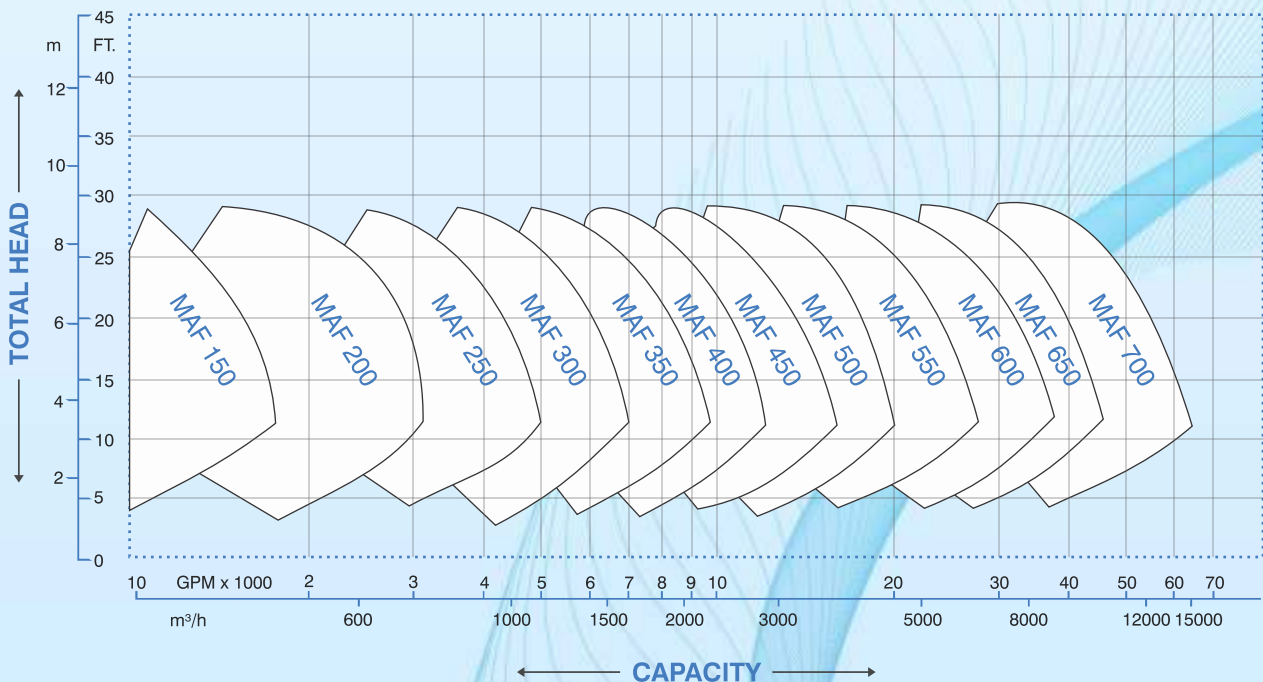 45
m FT.
40
12
35
10
30
8
25
20
6
15
4
10
2
5
0
TOTAL HEAD
MAF 150
MAF 200
MAF 250
MAF 300
MAF 350
MAF 400
MAF 450
MAF 500
MAF 550
MAF 600
MAF 650
MAF 700
10 GPM x 1000 2 3 4 5 6 7 8 9 10 20 30 40 50 60 70
m³/h 600 1000 1500 2000 3000 5000 8000 12000 15000
CAPACITY